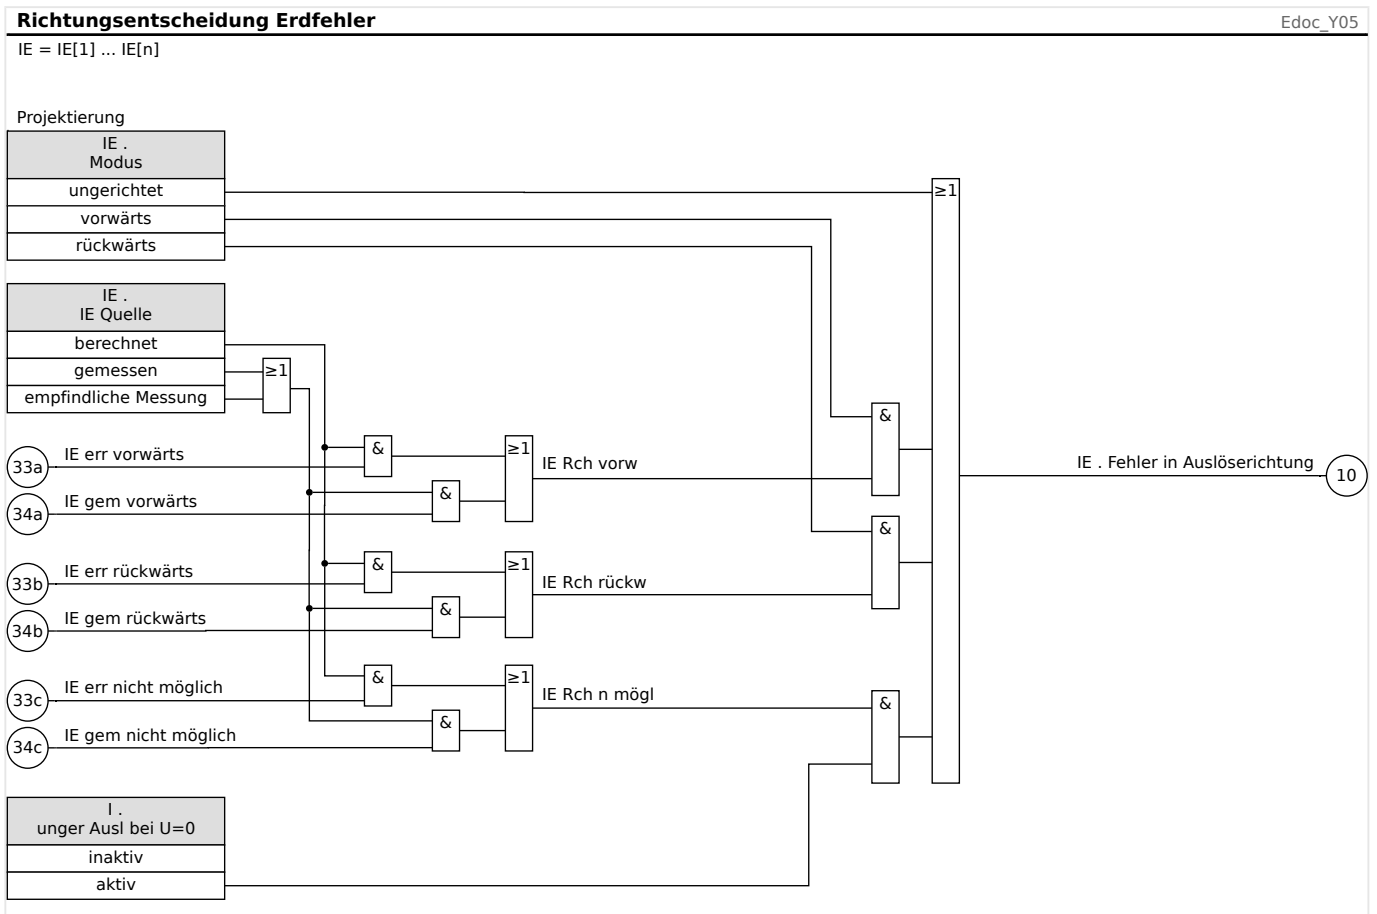 Richtungsentscheidung Erdfehler
Edoc_Y05
IE = IE[1] ... IE[n]
Projektierung
IE .
Modus
ungerichtet
vorwärts
rückwärts
≥1
IE .
IE Quelle
berechnet
gemessen
empfindliche Messung
≥1
33a
IE err vorwärts
&
≥1
IE Rch vorw
&
34a
IE gem vorwärts
&
IE . Fehler in Auslöserichtung
10
33b
IE err rückwärts
&
≥1
IE Rch rückw
&
34b
IE gem rückwärts
&
33c
IE err nicht möglich
&
≥1
IE Rch n mögl
&
34c
IE gem nicht möglich
&
I .
unger Ausl bei U=0
inaktiv
aktiv